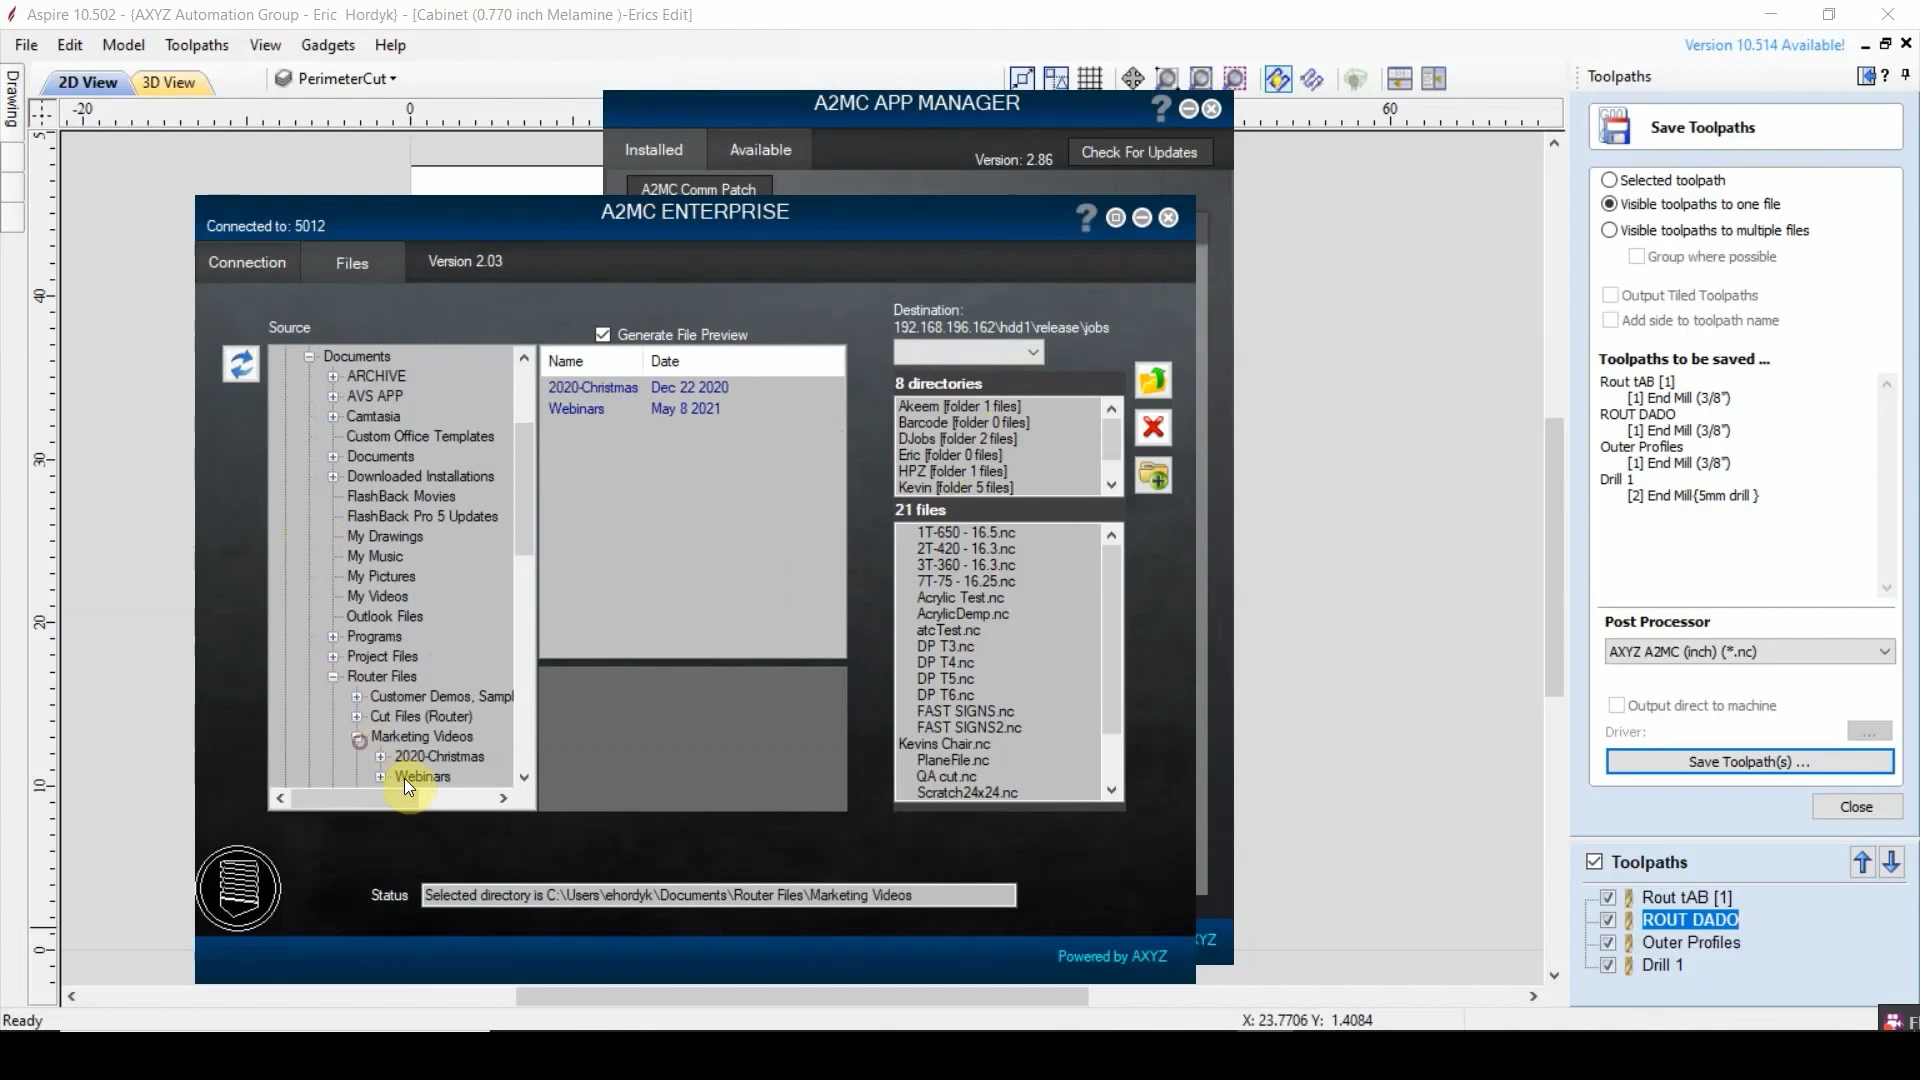 Aspire 10.502 - {AXYZ Automation Group - Eric Hordyk} - [Cabinet (0.770 inch Melamine )-Erics Edit]
File Edit Model Toolpaths View Gadgets Help
Version 10.514 Available!
Drawing
2D View
3D View
PerimeterCut
-20
0
60
5
40
30
20
10
0
Toolpaths
A2MC APP MANAGER
Installed
Available
Version: 2.86
Check For Updates
A2MC Comm Patch
A2MC ENTERPRISE
Connected to: 5012
Connection
Files
Version 2.03
Source
Generate File Preview
Documents
ARCHIVE
AVS APP
Camtasia
Custom Office Templates
Documents
Downloaded Installations
FlashBack Movies
FlashBack Pro 5 Updates
My Drawings
My Music
My Pictures
My Videos
Outlook Files
Programs
Project Files
Router Files
Customer Demos, Sampl
Cut Files (Router)
Marketing Videos
2020-Christmas
Webinars
Name Date
2020-Christmas Dec 22 2020
Webinars May 8 2021
Destination:
192.168.196.162\hdd1\release\jobs
8 directories
Akeem [folder 1 files]
Barcode [folder 0 files]
DJobs [folder 2 files]
Eric [folder 0 files]
HPZ [folder 1 files]
Kevin [folder 5 files]
21 files
1T-650 - 16.5.nc
2T-420 - 16.3.nc
3T-360 - 16.3.nc
7T-75 - 16.25.nc
Acrylic Test.nc
AcrylicDemp.nc
atcTest.nc
DP T3.nc
DP T4.nc
DP T5.nc
DP T6.nc
FAST SIGNS.nc
FAST SIGNS2.nc
Kevins Chair.nc
PlaneFile.nc
QA cut.nc
Scratch24x24.nc
Status
Selected directory is C:\Users\ehordyk\Documents\Router Files\Marketing Videos
Powered by AXYZ
XYZ
Save Toolpaths
Selected toolpath
Visible toolpaths to one file
Visible toolpaths to multiple files
Group where possible
Output Tiled Toolpaths
Add side to toolpath name
Toolpaths to be saved ...
Rout tAB [1]
[1] End Mill (3/8")
ROUT DADO
[1] End Mill (3/8")
Outer Profiles
[1] End Mill (3/8")
Drill 1
[2] End Mill{5mm drill }
Post Processor
AXYZ A2MC (inch) (*.nc)
Output direct to machine
Driver:
...
Save Toolpath(s) ...
Close
Toolpaths
Rout tAB [1]
ROUT DADO
Outer Profiles
Drill 1
Ready
X: 23.7706 Y: 1.4084